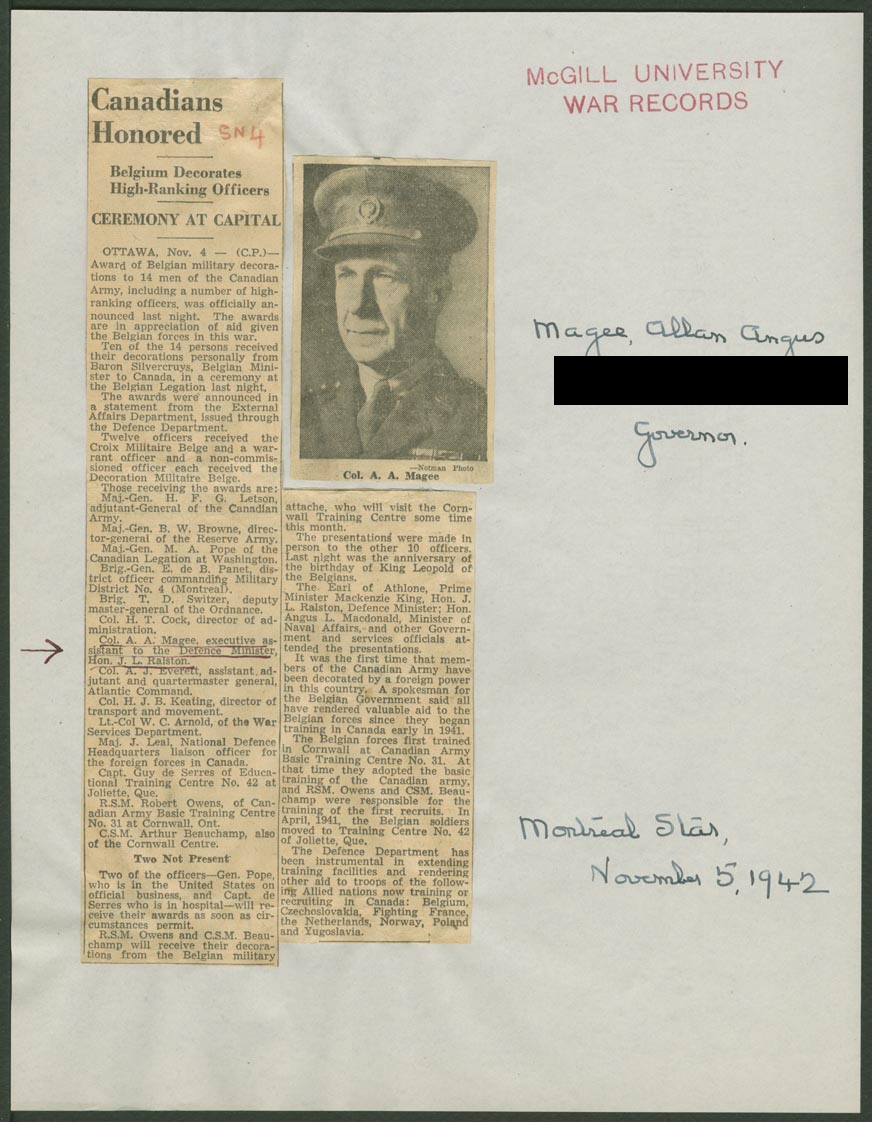 McGILL UNIVERSITY
WAR RECORDS
Canadians
Honored SN4
Belgium Decorates
High-Ranking Officers
CEREMONY AT CAPITAL
OTTAWA, Nov. 4 — (C.P.)—
Award of Belgian military decora-
tions to 14 men of the Canadian
Army, including a number of high-
ranking officers, was officially an-
nounced last night. The awards
are in appreciation of aid given
the Belgian forces in this war.
Ten of the 14 persons received
their decorations personally from
Baron Silvercruys, Belgian Mini-
ster to Canada, in a ceremony at
the Belgian Legation last night.
The awards were announced in
a statement from the External
Affairs Department, issued through
the Defence Department.
Twelve officers received the
Croix Militaire Belge and a war-
rant officer and a non-commis-
sioned officer each received the
Decoration Militaire Belge.
Those receiving the awards are:
Maj.-Gen. H. F. G. Letson,
adjutant-General of the Canadian
Army.
Maj.-Gen. B. W. Browne, direc-
tor-general of the Reserve Army.
Maj.-Gen. M. A. Pope of the
Canadian Legation at Washington.
Brig.-Gen. E. de B. Panet, dis-
trict officer commanding Military
District No. 4 (Montreal).
Brig. T. D. Switzer, deputy
master-general of the Ordnance.
Col. H. T. Cock, director of ad-
ministration.
Col. A. A. Magee, executive as-
sistant to the Defence Minister,
Hon. J. L. Ralston.
Col. A. J. Everett, assistant ad-
jutant and quartermaster general,
Atlantic Command.
Col. H. J. B. Keating, director of
transport and movement.
Lt.-Col W. C. Arnold, of the War
Services Department.
Maj. J. Leal, National Defence
Headquarters liaison officer for
the foreign forces in Canada.
Capt. Guy de Serres of Educa-
tional Training Centre No. 42 at
Joliette, Que.
R.S.M. Robert Owens, of Can-
adian Army Basic Training Centre
No. 31 at Cornwall, Ont.
C.S.M. Arthur Beauchamp, also
of the Cornwall Centre.
Two Not Present
Two of the officers—Gen. Pope,
who is in the United States on
official business, and Capt. de
Serres who is in hospital—will re-
ceive their awards as soon as cir-
cumstances permit.
R.S.M. Owens and C.S.M. Beau-
champ will receive their decora-
tions from the Belgian military
—Notman Photo
Col. A. A. Magee
attache, who will visit the Corn-
wall Training Centre some time
this month.
The presentations were made in
person to the other 10 officers.
Last night was the anniversary of
the birthday of King Leopold of
the Belgians.
The Earl of Athlone, Prime
Minister Mackenzie King, Hon. J.
L. Ralston, Defence Minister; Hon.
Angus L. Macdonald, Minister of
Naval Affairs, and other Govern-
ment and services officials at-
tended the presentations.
It was the first time that mem-
bers of the Canadian Army have
been decorated by a foreign power
in this country. A spokesman for
the Belgian Government said all
have rendered valuable aid to the
Belgian forces since they began
training in Canada early in 1941.
The Belgian forces first trained
in Cornwall at Canadian Army
Basic Training Centre No. 31. At
that time they adopted the basic
training of the Canadian army,
and RSM. Owens and CSM. Beau-
champ were responsible for the
training of the first recruits. In
April, 1941, the Belgian soldiers
moved to Training Centre No. 42
of Joliette, Que.
The Defence Department has
been instrumental in extending
training facilities and rendering
other aid to troops of the follow-
ing Allied nations now training or
recruiting in Canada: Belgium,
Czechoslovakia, Fighting France,
the Netherlands, Norway, Poland
and Yugoslavia.
Magee, Allan Angus
Governor.
Montreal Star,
November 5, 1942